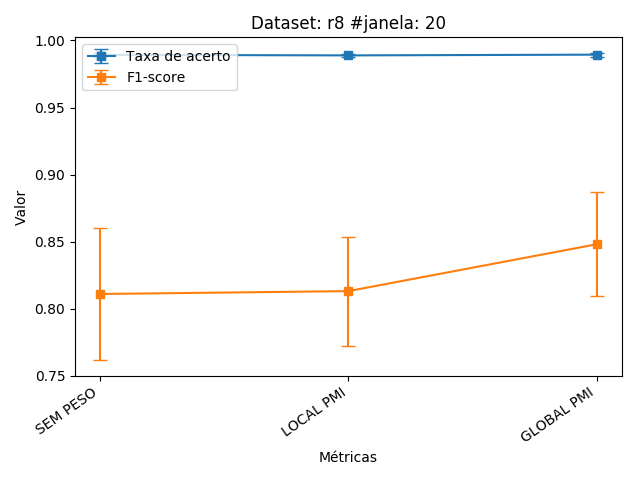 Dataset: r8 #janela: 20
Taxa de acerto
F1-score
Valor
1.00
0.95
0.90
0.85
0.80
0.75
SEM PESO
LOCAL PMI
GLOBAL PMI
Métricas